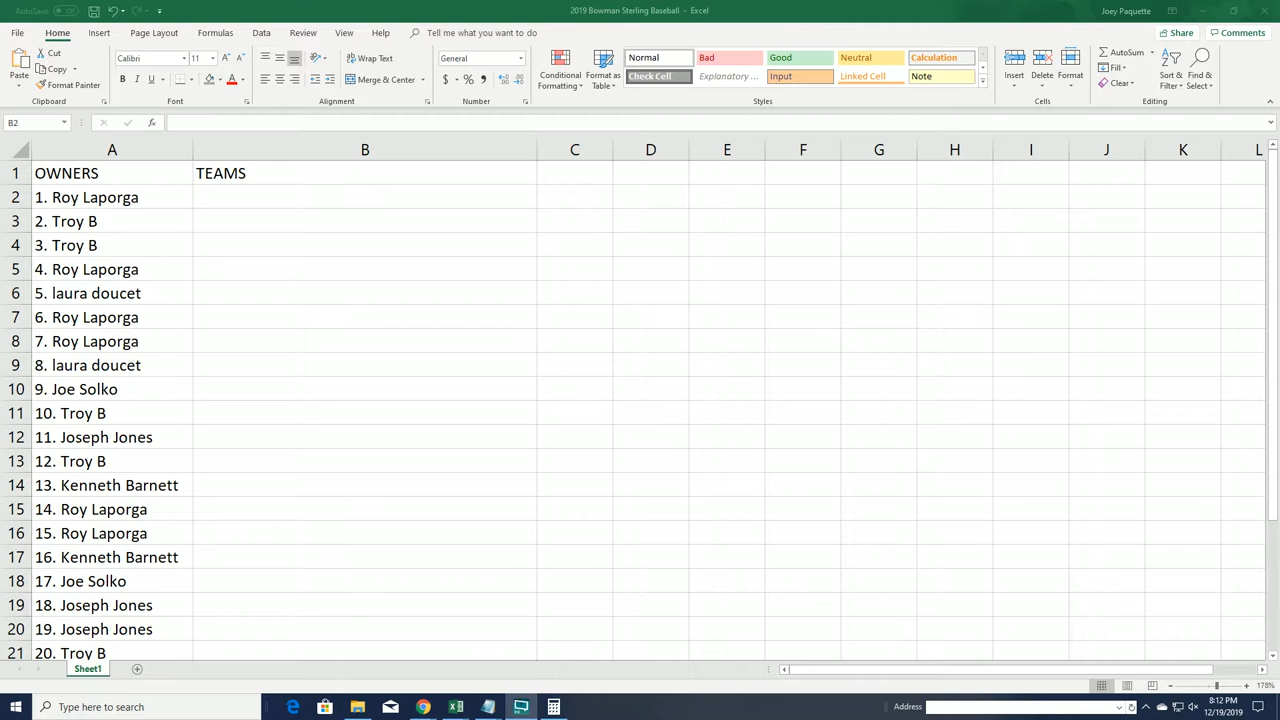 AutoSave Off 2019 Bowman Sterling Baseball - Excel Joey Paquette
File Home Insert Draw Page Layout Formulas Data Review View Help Tell me what you want to do Share Comments
Paste Cut Copy Format Painter Clipboard
Calibri 11 B I U Font
Wrap Text Merge & Center Alignment
General $ % , Number
Conditional Formatting Format as Table
Normal Bad Good Neutral Calculation
Check Cell Explanatory ... Input Linked Cell Note
Styles
Insert Delete Format Cells
AutoSum Fill Clear Sort & Filter Find & Select Editing
B2 fx
A B C D E F G H I J K L
1 OWNERS TEAMS
2 1. Roy Laporga
3 2. Troy B
4 3. Troy B
5 4. Roy Laporga
6 5. laura doucet
7 6. Roy Laporga
8 7. Roy Laporga
9 8. laura doucet
10 9. Joe Solko
11 10. Troy B
12 11. Joseph Jones
13 12. Troy B
14 13. Kenneth Barnett
15 14. Roy Laporga
16 15. Roy Laporga
17 16. Kenneth Barnett
18 17. Joe Solko
19 18. Joseph Jones
20 19. Joseph Jones
21 20. Troy B
Sheet1
178%
Type here to search Address 8:12 PM
12/19/2019